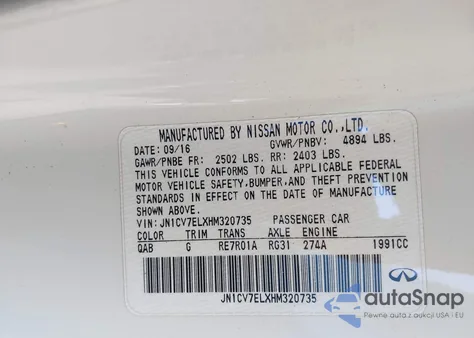 MANUFACTURED BY NISSAN MOTOR CO.,LTD.
DATE: 09/16 GVWR/PNBV: 4894 LBS.
GAWR/PNBE FR: 2502 LBS. RR: 2403 LBS.
THIS VEHICLE CONFORMS TO ALL APPLICABLE FEDERAL
MOTOR VEHICLE SAFETY, BUMPER, AND THEFT PREVENTION
STANDARDS IN EFFECT ON THE DATE OF MANUFACTURE
SHOWN ABOVE.
VIN: JN1CV7ELXHM320735 PASSENGER CAR
COLOR TRIM TRANS AXLE ENGINE
QAB G RE7R01A RG31 274A 1991CC
JN1CV7ELXHM320735
INFINITI
autoSnap
Pewne auta z USA i EU